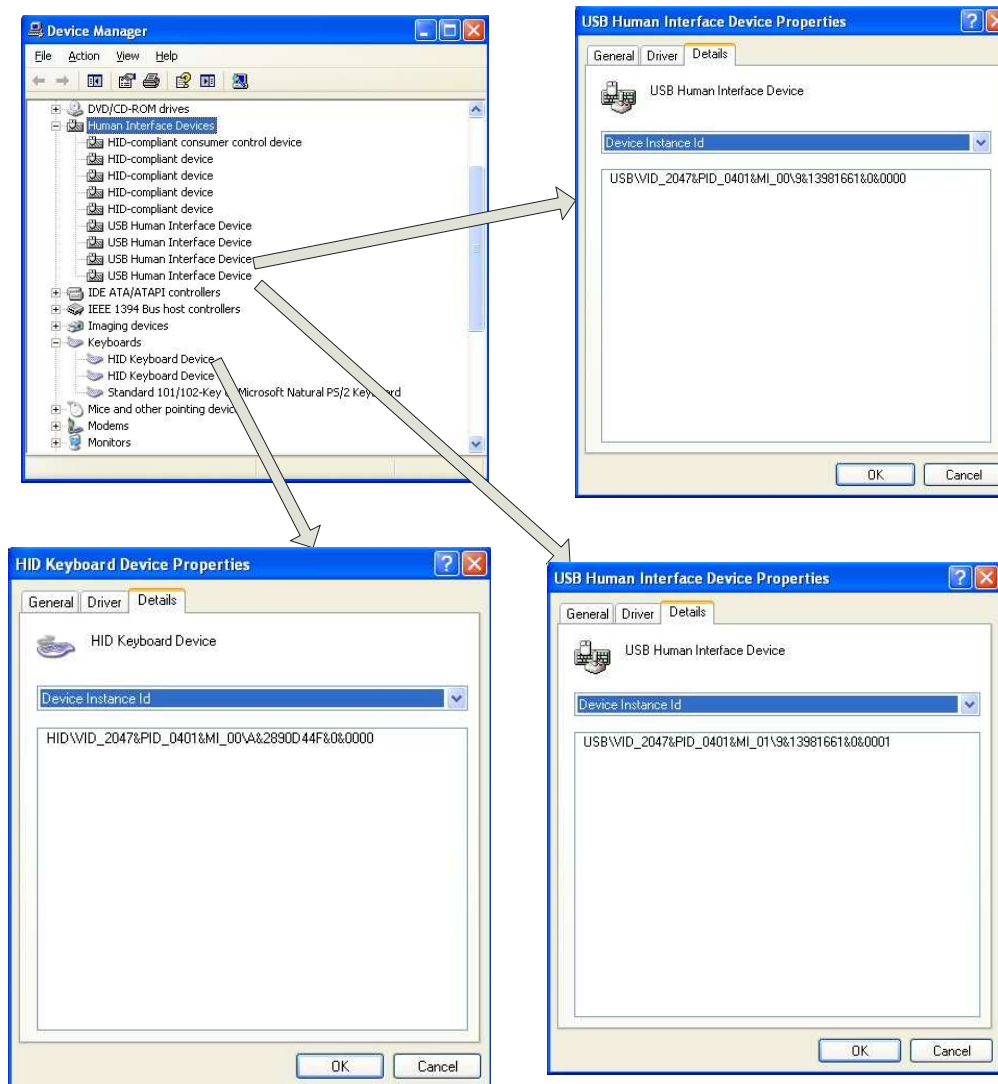 Device Manager
File Action View Help
DVD/CD-ROM drives
Human Interface Devices
HID-compliant consumer control device
HID-compliant device
HID-compliant device
HID-compliant device
HID-compliant device
USB Human Interface Device
USB Human Interface Device
USB Human Interface Device
USB Human Interface Device
IDE ATA/ATAPI controllers
IEEE 1394 Bus host controllers
Imaging devices
Keyboards
HID Keyboard Device
HID Keyboard Device
Standard 101/102-Key Microsoft Natural PS/2 Keyboard
Mice and other pointing devic
Modems
Monitors
USB Human Interface Device Properties
General Driver Details
USB Human Interface Device
Device Instance Id
USB\VID_2047&PID_0401&MI_00\9&13981661&0&0000
OK Cancel
HID Keyboard Device Properties
General Driver Details
HID Keyboard Device
Device Instance Id
HID\VID_2047&PID_0401&MI_00\A&2890D44F&0&0000
OK Cancel
USB Human Interface Device Properties
General Driver Details
USB Human Interface Device
Device Instance Id
USB\VID_2047&PID_0401&MI_01\9&13981661&0&0001
OK Cancel